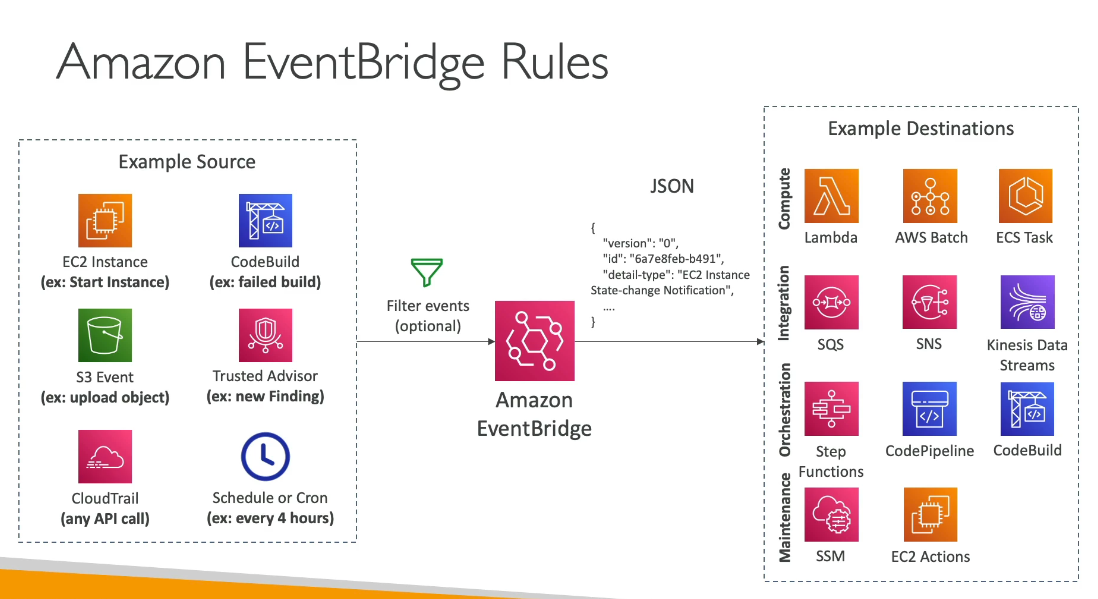 Amazon EventBridge Rules
Example Source
EC2 Instance
(ex: Start Instance)
CodeBuild
(ex: failed build)
S3 Event
(ex: upload object)
Trusted Advisor
(ex: new Finding)
CloudTrail
(any API call)
Schedule or Cron
(ex: every 4 hours)
Filter events
(optional)
Amazon
EventBridge
JSON
{
"version": "0",
"id": "6a7e8feb-b491",
"detail-type": "EC2 Instance
State-change Notification",
....
}
Example Destinations
Compute
Lambda
AWS Batch
ECS Task
Integration
SQS
SNS
Kinesis Data
Streams
Orchestration
Step
Functions
CodePipeline
CodeBuild
Maintenance
SSM
EC2 Actions